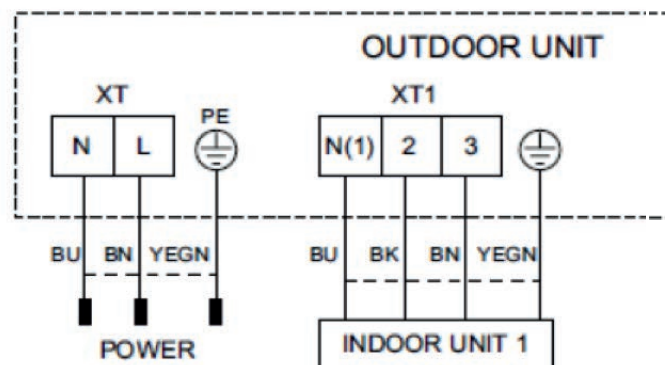 OUTDOOR UNIT
XT XT1
PE
N L N(1) 2 3
BU BN YEGN BU BK BN YEGN
POWER INDOOR UNIT 1